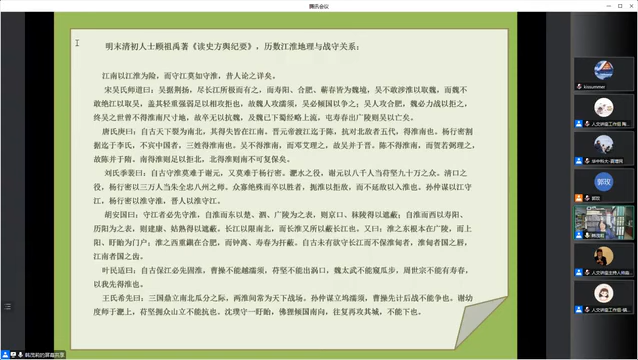 腾讯会议
明末清初人士顾祖禹著《读史方舆纪要》，历数江淮地理与战守关系：
江南以江淮为险，而守江莫如守淮，昔人论之详矣。
宋吴氏师道曰：吴据荆扬，尽长江所极而有之，而寿阳、合肥、蕲春皆为魏境，吴不敢涉淮以取魏，而魏不
敢绝江以取吴，盖其轻重强弱足以相攻拒也，故魏人攻濡须，吴必倾国以争之；吴人攻合肥，魏必力战以拒之，
终吴之世曾不得淮南尺寸地，故卒无以抗魏，及魏已下蜀经略上流，屯寿春出广陵则吴以亡矣。
唐氏庚曰：自古天下裂为南北，其得失皆在江南。晋元帝渡江迄于陈，抗对北敌者五代，得淮南也。杨行密割
据迄于李氏，不宾中国者，三姓得淮南也。吴不得淮南，而邓艾理之，故吴并于晋。陈不得淮南，而贺若弼理之，
故陈并于隋，南得淮则足以拒北，北得淮则南不可复保矣。
刘氏季裴曰：自古守淮莫难于谢元，又莫难于杨行密。淝水之役，谢元以八千人当苻坚九十万之众。清口之
役，杨行密以三万人当朱全忠八州之师。众寡绝殊而卒以胜者，扼淮以拒敌，而不延敌以入淮也。孙仲谋以江守
江，杨行密以淮守淮，晋人以淮守江。
胡安国曰：守江者必先守淮，自淮而东以楚、泗、广陵为之表，则京口、秣陵得以遮蔽；自淮而西以寿阳、
历阳为之表，则建康、姑熟得以遮蔽。长江以限南北，而长淮又所以蔽长江也。又曰：淮之东根本在广陵，而上
阳、盱眙为门户；淮之西重镇在合肥，而钟离、寿春为扞蔽。自古未有欲守长江而不保淮甸者。淮甸者国之唇，
江南者国之齿。
叶民适曰：自古保江必先固淮，曹操不能越濡须，苻坚不能出涡口，魏太武不能窥瓜步，周世宗不能有寿春，
以我先得淮也。
王氏希先曰：三国鼎立南北瓜分之际，两淮间常为天下战场。孙仲谋立坞濡须，曹操先计后战不能争也。谢幼
度师于淝上，苻坚拥众山立不能抗也。沈璞守一盱眙，佛狸倾国南向，往复再攻其城，不能下也。
kissummer
郭玫
郭玫
韩茂莉
韩茂莉的屏幕共享